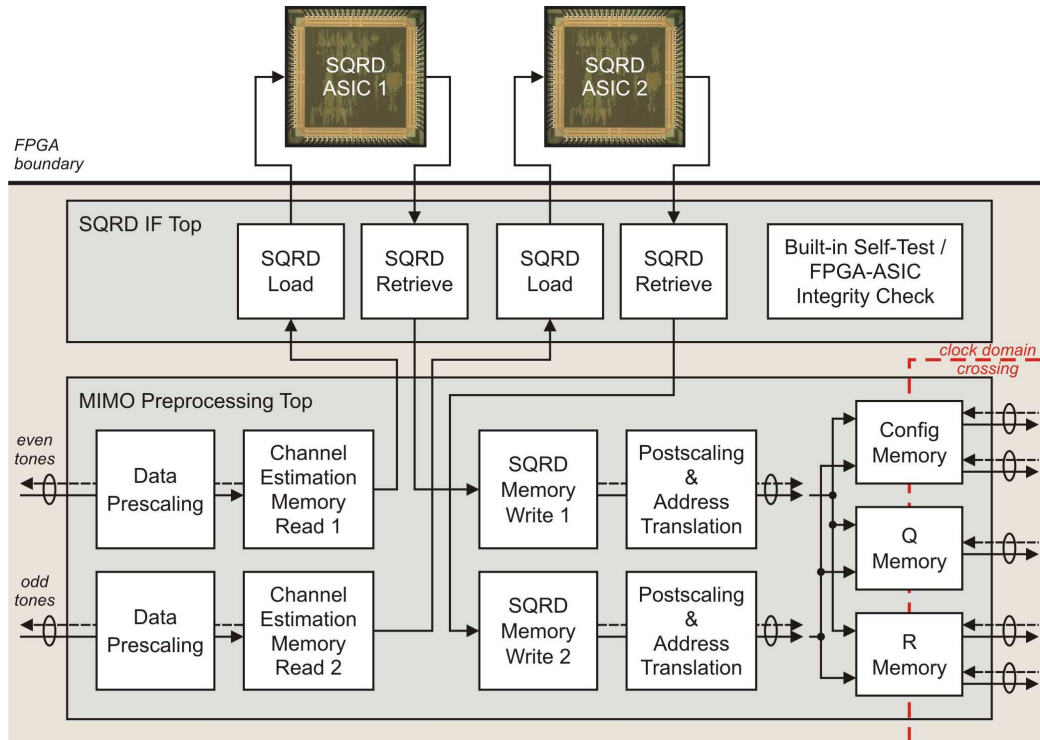 SQRD
ASIC 1
SQRD
ASIC 2
FPGA
boundary
SQRD IF Top
SQRD
Load
SQRD
Retrieve
SQRD
Load
SQRD
Retrieve
Built-in Self-Test /
FPGA-ASIC
Integrity Check
clock domain
crossing
MIMO Preprocessing Top
even
tones
Data
Prescaling
Channel
Estimation
Memory
Read 1
SQRD
Memory
Write 1
Postscaling
&
Address
Translation
Config
Memory
Q
Memory
odd
tones
Data
Prescaling
Channel
Estimation
Memory
Read 2
SQRD
Memory
Write 2
Postscaling
&
Address
Translation
R
Memory